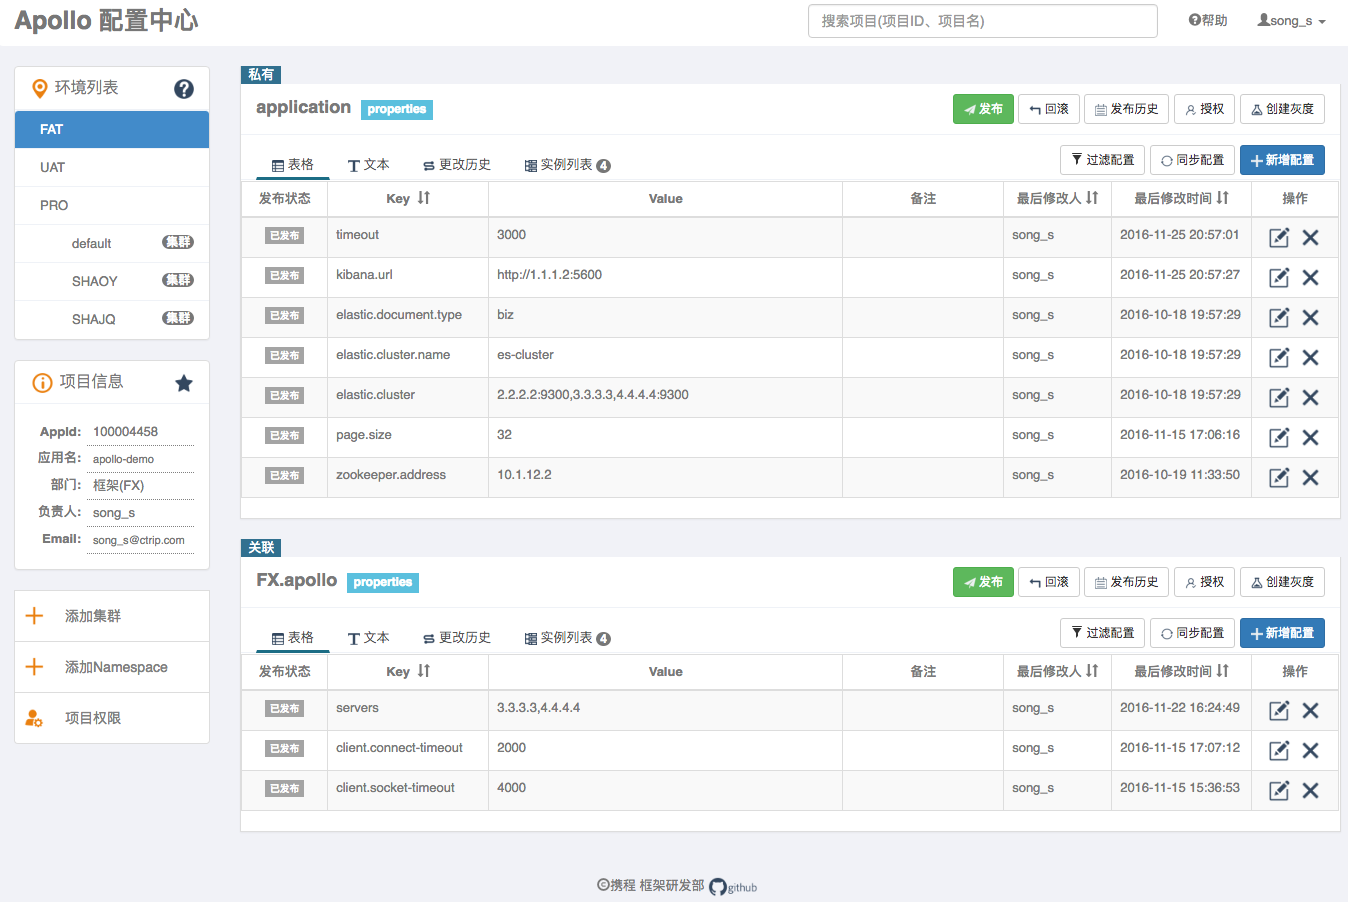 Apollo 配置中心
搜索项目(项目ID、项目名)
帮助
song_s
环境列表
FAT
UAT
PRO
default 集群
SHAOY 集群
SHAJQ 集群
项目信息
AppId: 100004458
应用名: apollo-demo
部门: 框架(FX)
负责人: song_s
Email: song_s@ctrip.com
添加集群
添加Namespace
项目权限
私有
application properties
发布 回滚 发布历史 授权 创建灰度
表格 文本 更改历史 实例列表 4
过滤配置 同步配置 新增配置
发布状态 Key Value 备注 最后修改人 最后修改时间 操作
已发布 timeout 3000 song_s 2016-11-25 20:57:01
已发布 kibana.url http://1.1.1.2:5600 song_s 2016-11-25 20:57:27
已发布 elastic.document.type biz song_s 2016-10-18 19:57:29
已发布 elastic.cluster.name es-cluster song_s 2016-10-18 19:57:29
已发布 elastic.cluster 2.2.2.2:9300,3.3.3.3,4.4.4.4:9300 song_s 2016-10-18 19:57:29
已发布 page.size 32 song_s 2016-11-15 17:06:16
已发布 zookeeper.address 10.1.12.2 song_s 2016-10-19 11:33:50
关联
FX.apollo properties
发布 回滚 发布历史 授权 创建灰度
表格 文本 更改历史 实例列表 4
过滤配置 同步配置 新增配置
发布状态 Key Value 备注 最后修改人 最后修改时间 操作
已发布 servers 3.3.3.3,4.4.4.4 song_s 2016-11-22 16:24:49
已发布 client.connect-timeout 2000 song_s 2016-11-15 17:07:12
已发布 client.socket-timeout 4000 song_s 2016-11-15 15:36:53
©携程 框架研发部 github